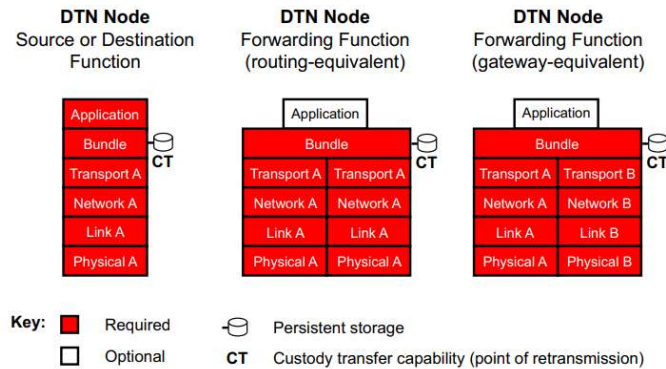 DTN Node
Source or Destination
Function
DTN Node
Forwarding Function
(routing-equivalent)
DTN Node
Forwarding Function
(gateway-equivalent)
Application
Bundle
CT
Transport A
Network A
Link A
Physical A
Application
Bundle
CT
Transport A Transport A
Network A Network A
Link A Link A
Physical A Physical A
Application
Bundle
CT
Transport A Transport B
Network A Network B
Link A Link B
Physical A Physical B
Key:
Required
Optional
Persistent storage
CT Custody transfer capability (point of retransmission)